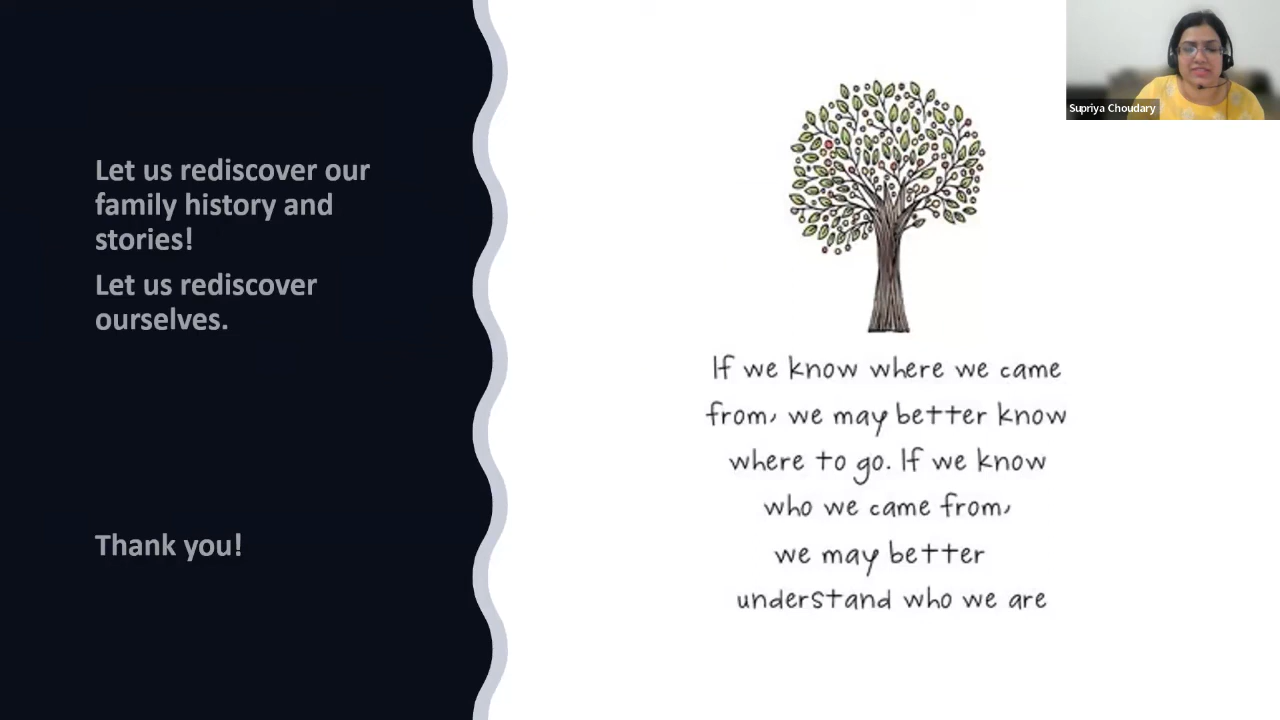 Let us rediscover our
family history and
stories!
Let us rediscover
ourselves.
Thank you!
If we know where we came
from, we may better know
where to go. If we know
who we came from,
we may better
understand who we are
Supriya Choudary